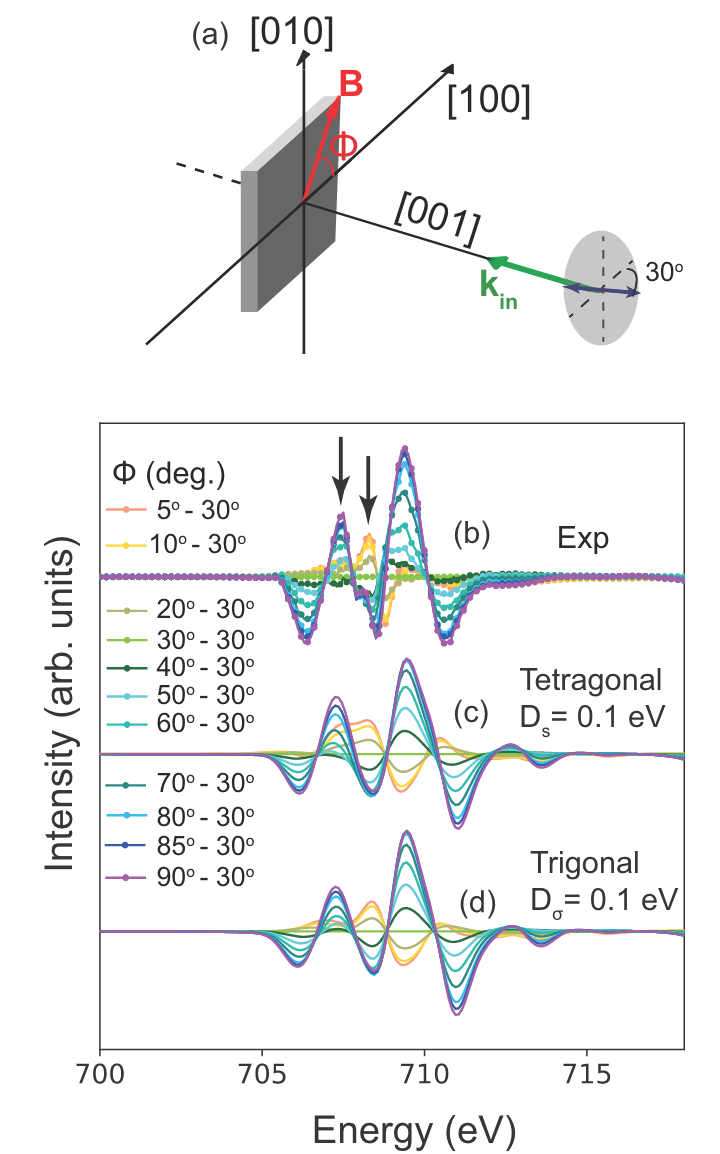 (a) [010]
B
[100]
Φ
[001]
30°
k_in
Φ (deg.)
5° - 30°
10° - 30°
(b) Exp
20° - 30°
30° - 30°
40° - 30°
50° - 30°
60° - 30°
Tetragonal
(c) D_s= 0.1 eV
70° - 30°
80° - 30°
85° - 30°
90° - 30°
Trigonal
(d) D_σ= 0.1 eV
Intensity (arb. units)
700 705 710 715
Energy (eV)